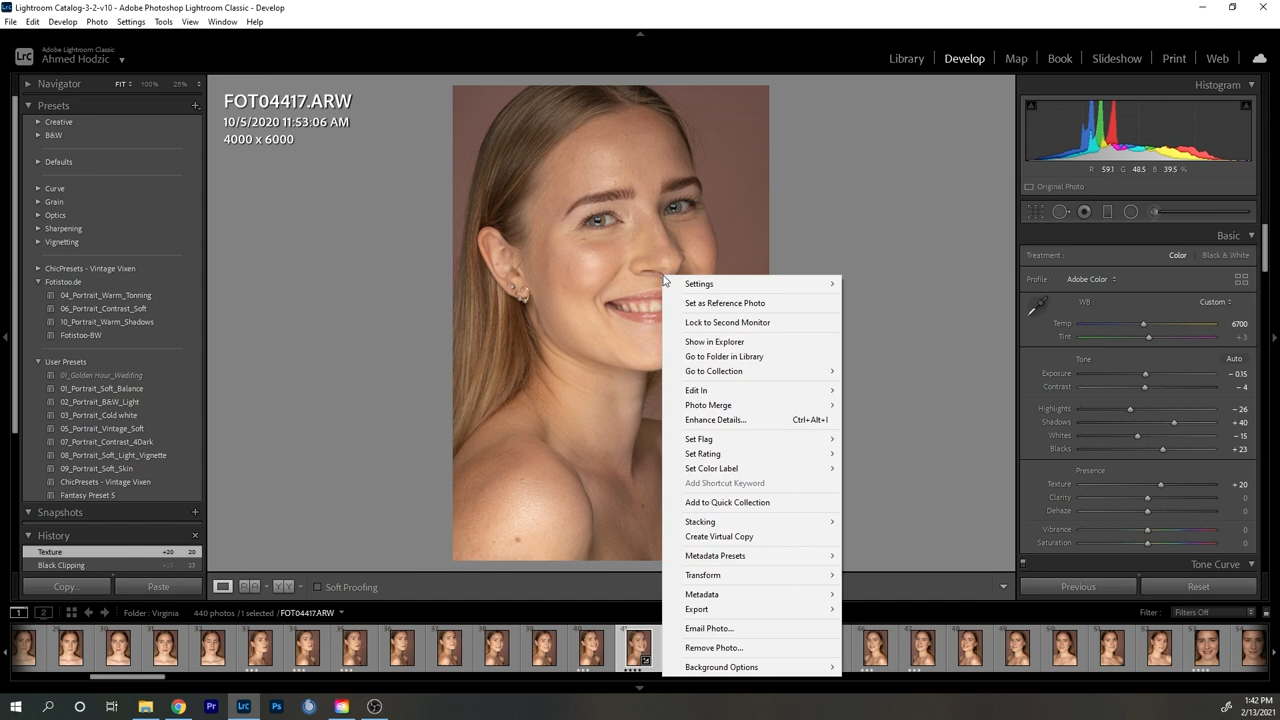 Lightroom Catalog-3-2-v10 - Adobe Photoshop Lightroom Classic - Develop
File Edit Develop Photo Settings Tools View Window Help
Lrc
Adobe Lightroom Classic
Ahmed Hodzic
Library | Develop | Map | Book | Slideshow | Print | Web
Navigator FIT 100% 25%
Presets
Creative
B&W
Defaults
Curve
Grain
Optics
Sharpening
Vignetting
ChicPresets - Vintage Vixen
Fotistoo.de
04_Portrait_Warm_Tonning
06_Portrait_Contrast_Soft
10_Portrait_Warm_Shadows
Fotistoo-BW
User Presets
01_Golden Hour_Wedding
01_Portrait_Soft_Balance
02_Portrait_B&W_Light
03_Portrait_Cold white
05_Portrait_Vintage_Soft
07_Portrait_Contrast_4Dark
08_Portrait_Soft_Light_Vignette
09_Portrait_Soft_Skin
ChicPresets - Vintage Vixen
Fantasy Preset 5
Snapshots
History
Texture +20 20
Black Clipping +23 23
Copy... Paste
FOT04417.ARW
10/5/2020 11:53:06 AM
4000 x 6000
Settings
Set as Reference Photo
Lock to Second Monitor
Show in Explorer
Go to Folder in Library
Go to Collection
Edit In
Photo Merge
Enhance Details... Ctrl+Alt+I
Set Flag
Set Rating
Set Color Label
Add Shortcut Keyword
Add to Quick Collection
Stacking
Create Virtual Copy
Metadata Presets
Transform
Metadata
Export
Email Photo...
Remove Photo...
Background Options
Histogram
R 59.1 G 48.5 B 39.5 %
Original Photo
Basic
Treatment: Color Black & White
Profile: Adobe Color
WB: Custom
Temp 6700
Tint + 3
Tone Auto
Exposure – 0.15
Contrast – 4
Highlights – 26
Shadows + 40
Whites – 15
Blacks + 23
Presence
Texture + 20
Clarity 0
Dehaze 0
Vibrance 0
Saturation 0
Tone Curve
Previous Reset
R A Y Y Soft Proofing
1 2 Folder : Virginia 440 photos / 1 selected / FOT04417.ARW Filter : Filters Off
Pr Lrc Ps
1:42 PM
2/13/2021